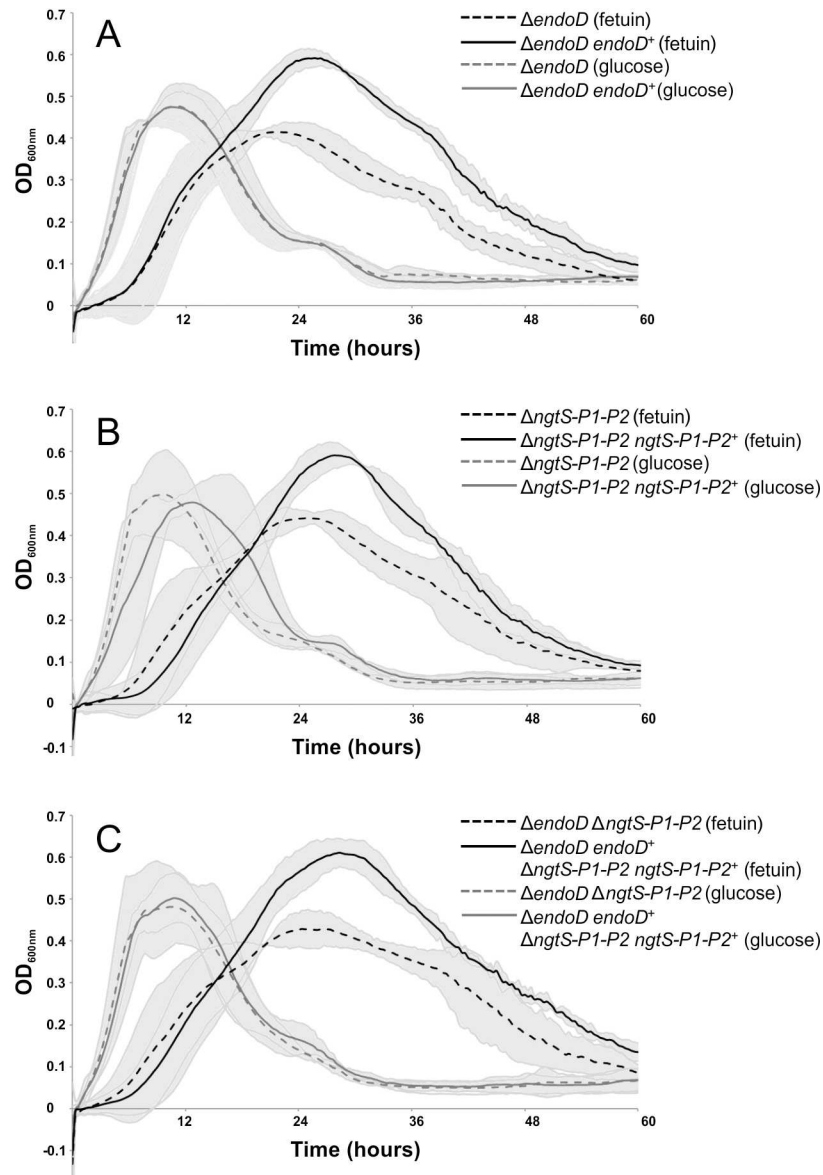 A
ΔendoD (fetuin)
ΔendoD endoD⁺ (fetuin)
ΔendoD (glucose)
ΔendoD endoD⁺ (glucose)
0.7
0.6
0.5
0.4
0.3
0.2
0.1
0
OD600nm
12 24 36 48 60
Time (hours)
B
ΔngtS-P1-P2 (fetuin)
ΔngtS-P1-P2 ngtS-P1-P2⁺ (fetuin)
ΔngtS-P1-P2 (glucose)
ΔngtS-P1-P2 ngtS-P1-P2⁺ (glucose)
0.7
0.6
0.5
0.4
0.3
0.2
0.1
0
-0.1
OD600nm
12 24 36 48 60
Time (hours)
C
ΔendoD ΔngtS-P1-P2 (fetuin)
ΔendoD endoD⁺
ΔngtS-P1-P2 ngtS-P1-P2⁺ (fetuin)
ΔendoD ΔngtS-P1-P2 (glucose)
ΔendoD endoD⁺
ΔngtS-P1-P2 ngtS-P1-P2⁺ (glucose)
0.7
0.6
0.5
0.4
0.3
0.2
0.1
0
-0.1
OD600nm
12 24 36 48 60
Time (hours)